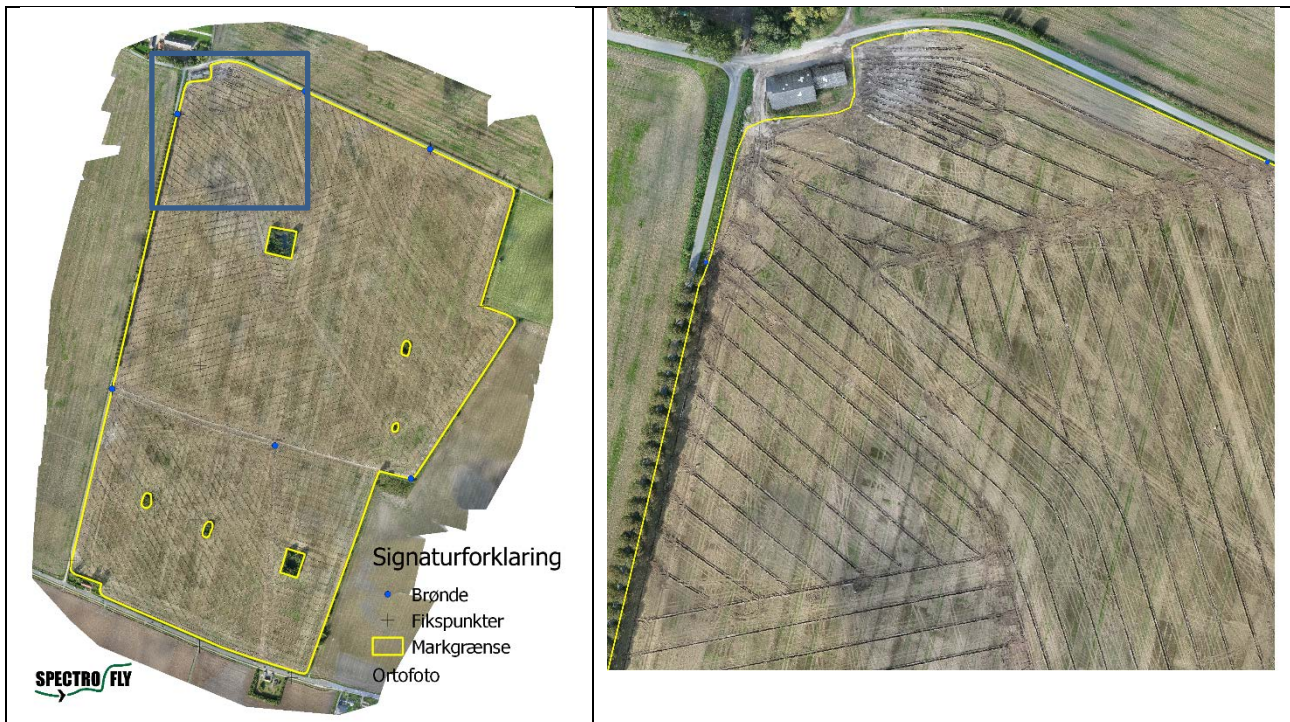 Signaturforklaring
Brønde
Fikspunkter
Markgrænse
Ortofoto
SPECTRO FLY